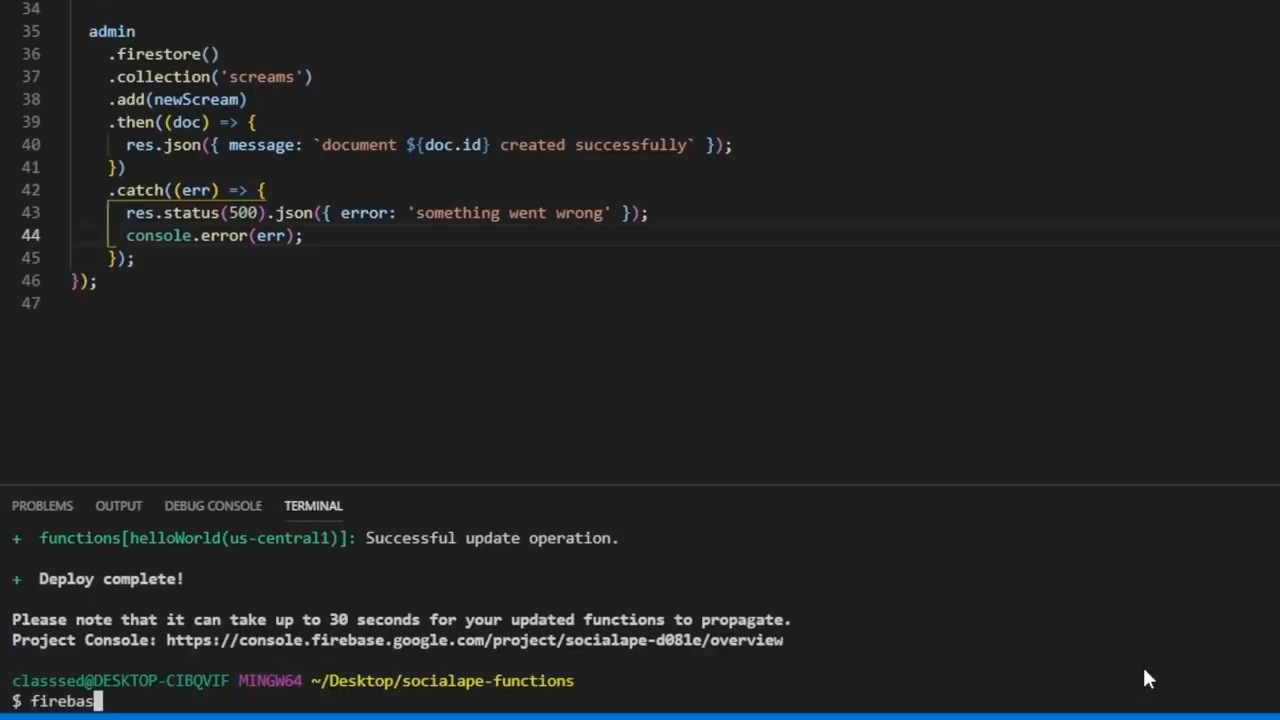 34
35 admin
36 .firestore()
37 .collection('screams')
38 .add(newScream)
39 .then((doc) => {
40 res.json({ message: `document ${doc.id} created successfully` });
41 })
42 .catch((err) => {
43 res.status(500).json({ error: 'something went wrong' });
44 console.error(err);
45 });
46 });
47
PROBLEMS OUTPUT DEBUG CONSOLE TERMINAL
+ functions[helloWorld(us-central1)]: Successful update operation.
+ Deploy complete!
Please note that it can take up to 30 seconds for your updated functions to propagate.
Project Console: https://console.firebase.google.com/project/socialape-d081e/overview
classsed@DESKTOP-CIBQVIF MINGW64 ~/Desktop/socialape-functions
$ firebas